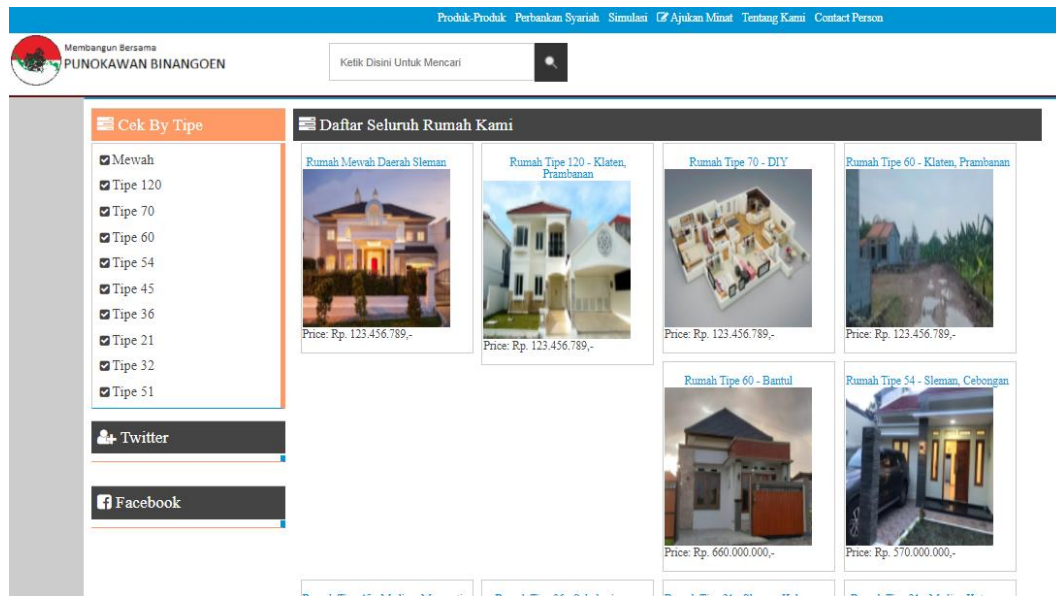 Produk-Produk Perbankan Syariah Simulasi Ajukan Minat Tentang Kami Contact Person
Membangun Bersama
PUNOKAWAN BINANGOEN
Ketik Disini Untuk Mencari
Cek By Tipe
Mewah
Tipe 120
Tipe 70
Tipe 60
Tipe 54
Tipe 45
Tipe 36
Tipe 21
Tipe 32
Tipe 51
Twitter
Facebook
Daftar Seluruh Rumah Kami
Rumah Mewah Daerah Sleman
Price: Rp. 123.456.789,-
Rumah Tipe 120 - Klaten,
Prambanan
Price: Rp. 123.456.789,-
Rumah Tipe 70 - DIY
Price: Rp. 123.456.789,-
Rumah Tipe 60 - Klaten, Prambanan
Price: Rp. 123.456.789,-
Rumah Tipe 60 - Bantul
Price: Rp. 660.000.000,-
Rumah Tipe 54 - Sleman, Cebongan
Price: Rp. 570.000.000,-